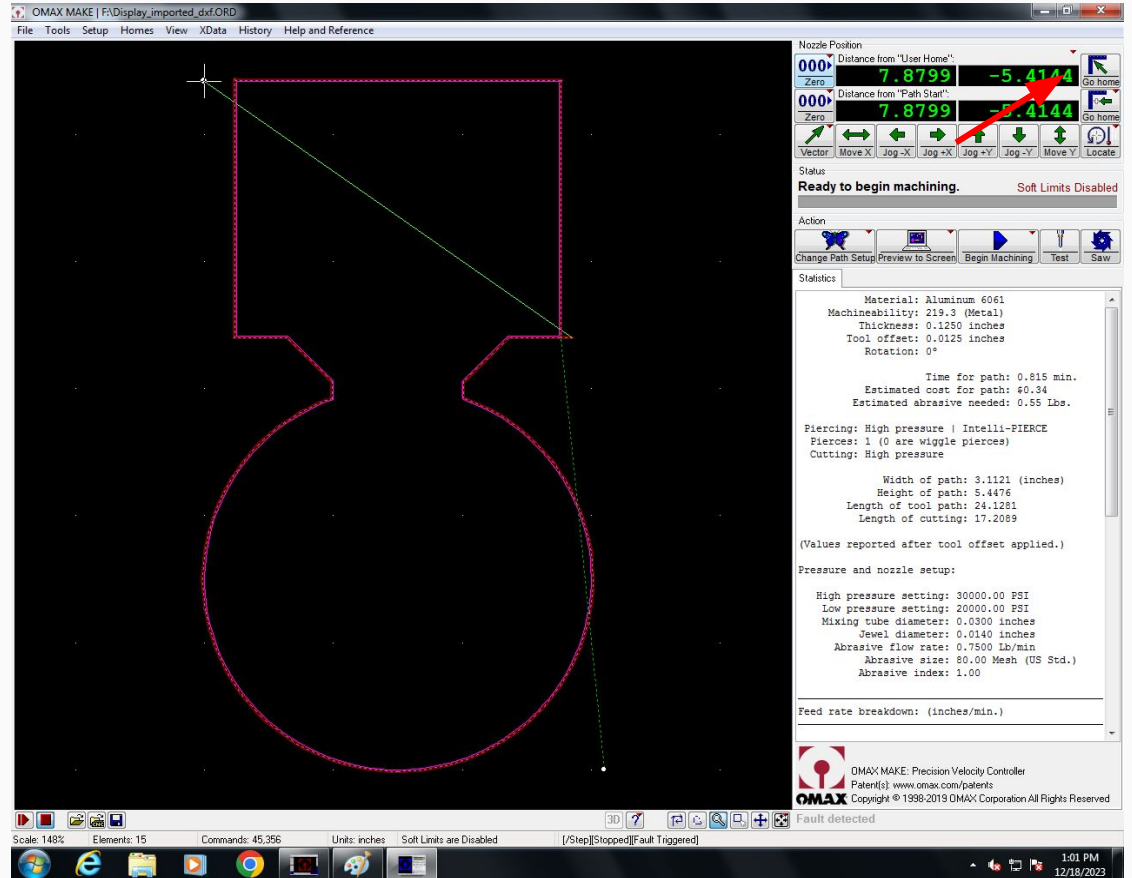 OMAX MAKE | F:\Display_imported_dxf.ORD
File Tools Setup Homes View XData History Help and Reference
Nozzle Position
Distance from "User Home":
000 Zero 7.8799 -5.4144 Go home
Distance from "Path Start":
000 Zero 7.8799 -5.4144 Go home
Vector Move X Jog -X Jog +X Jog +Y Jog -Y Move Y Locate
Status
Ready to begin machining. Soft Limits Disabled
Action
Change Path Setup Preview to Screen Begin Machining Test Saw
Statistics
Material: Aluminum 6061
Machineability: 219.3 (Metal)
Thickness: 0.1250 inches
Tool offset: 0.0125 inches
Rotation: 0°
Time for path: 0.815 min.
Estimated cost for path: $0.34
Estimated abrasive needed: 0.55 Lbs.
Piercing: High pressure | Intelli-PIERCE
Pierces: 1 (0 are wiggle pierces)
Cutting: High pressure
Width of path: 3.1121 (inches)
Height of path: 5.4476
Length of tool path: 24.1281
Length of cutting: 17.2089
(Values reported after tool offset applied.)
Pressure and nozzle setup:
High pressure setting: 30000.00 PSI
Low pressure setting: 20000.00 PSI
Mixing tube diameter: 0.0300 inches
Jewel diameter: 0.0140 inches
Abrasive flow rate: 0.7500 Lb/min
Abrasive size: 80.00 Mesh (US Std.)
Abrasive index: 1.00
Feed rate breakdown: (inches/min.)
OMAX MAKE: Precision Velocity Controller
Patent(s): www.omax.com/patents
OMAX Copyright © 1998-2019 OMAX Corporation All Rights Reserved
3D Fault detected
Scale: 148% Elements: 15 Commands: 45,356 Units: inches Soft Limits are Disabled [/Step][Stopped][Fault Triggered]
1:01 PM
12/18/2023